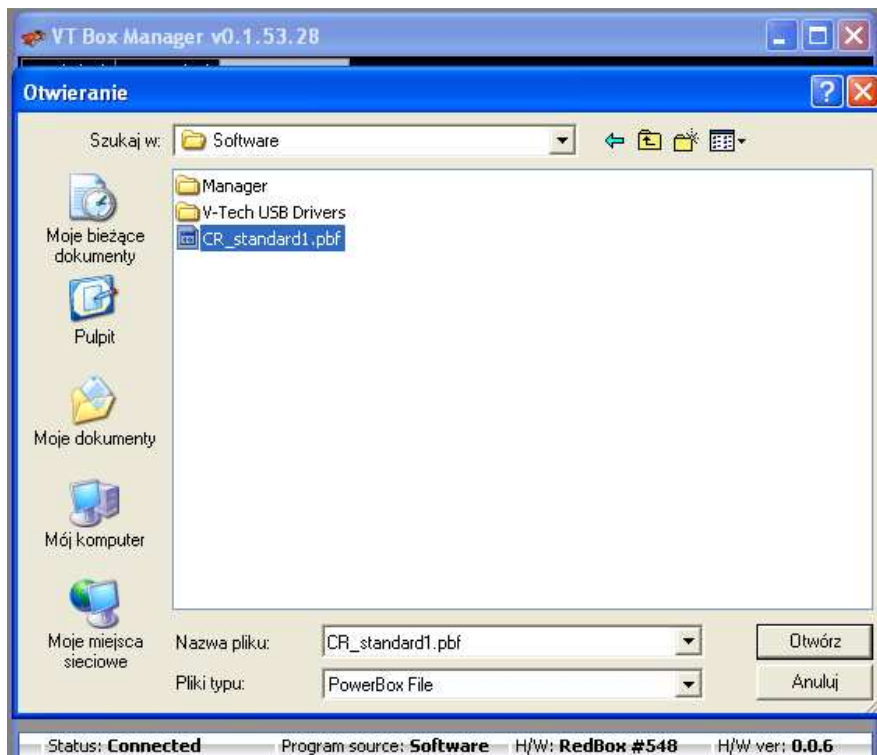 VT Box Manager v0.1.53.28
Otwieranie
Szukaj w: Software
Manager
V-Tech USB Drivers
CR_standard1.pbf
Moje bieżące
dokumenty
Pulpit
Moje dokumenty
Mój komputer
Moje miejsca
sieciowe
Nazwa pliku: CR_standard1.pbf Otwórz
Pliki typu: PowerBox File Anuluj
Status: Connected Program source: Software H/W: RedBox #548 H/W ver: 0.0.6